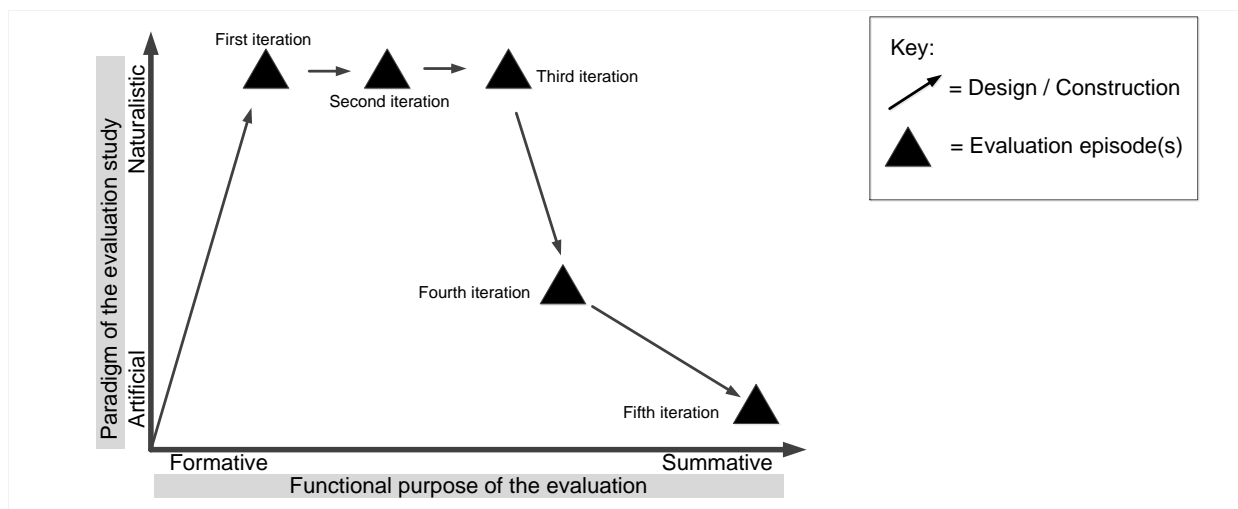 First iteration
Second iteration
Third iteration
Fourth iteration
Fifth iteration
Paradigm of the evaluation study
Naturalistic
Artificial
Formative
Summative
Functional purpose of the evaluation
Key:
= Design / Construction
= Evaluation episode(s)